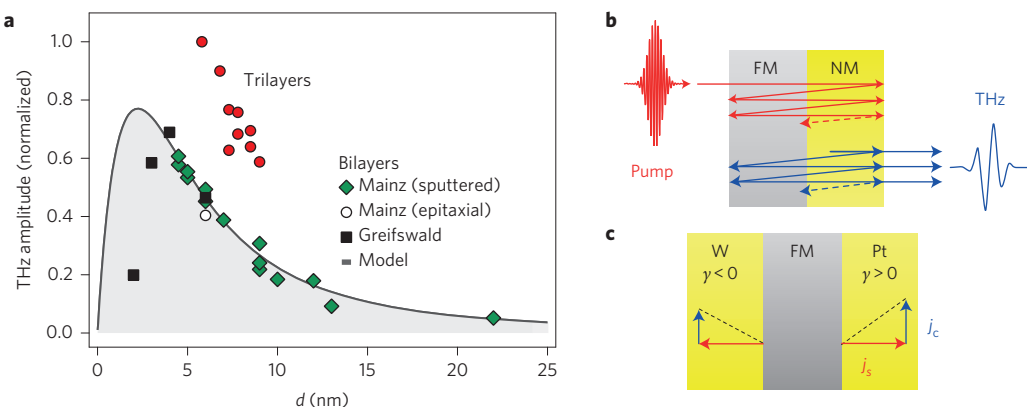 a
THz amplitude (normalized)
1.0
0.8
0.6
0.4
0.2
0.0
0
5
10
15
20
25
d (nm)
Trilayers
Bilayers
Mainz (sputtered)
Mainz (epitaxial)
Greifswald
Model
b
FM
NM
Pump
THz
c
W
γ < 0
FM
Pt
γ > 0
js
jc